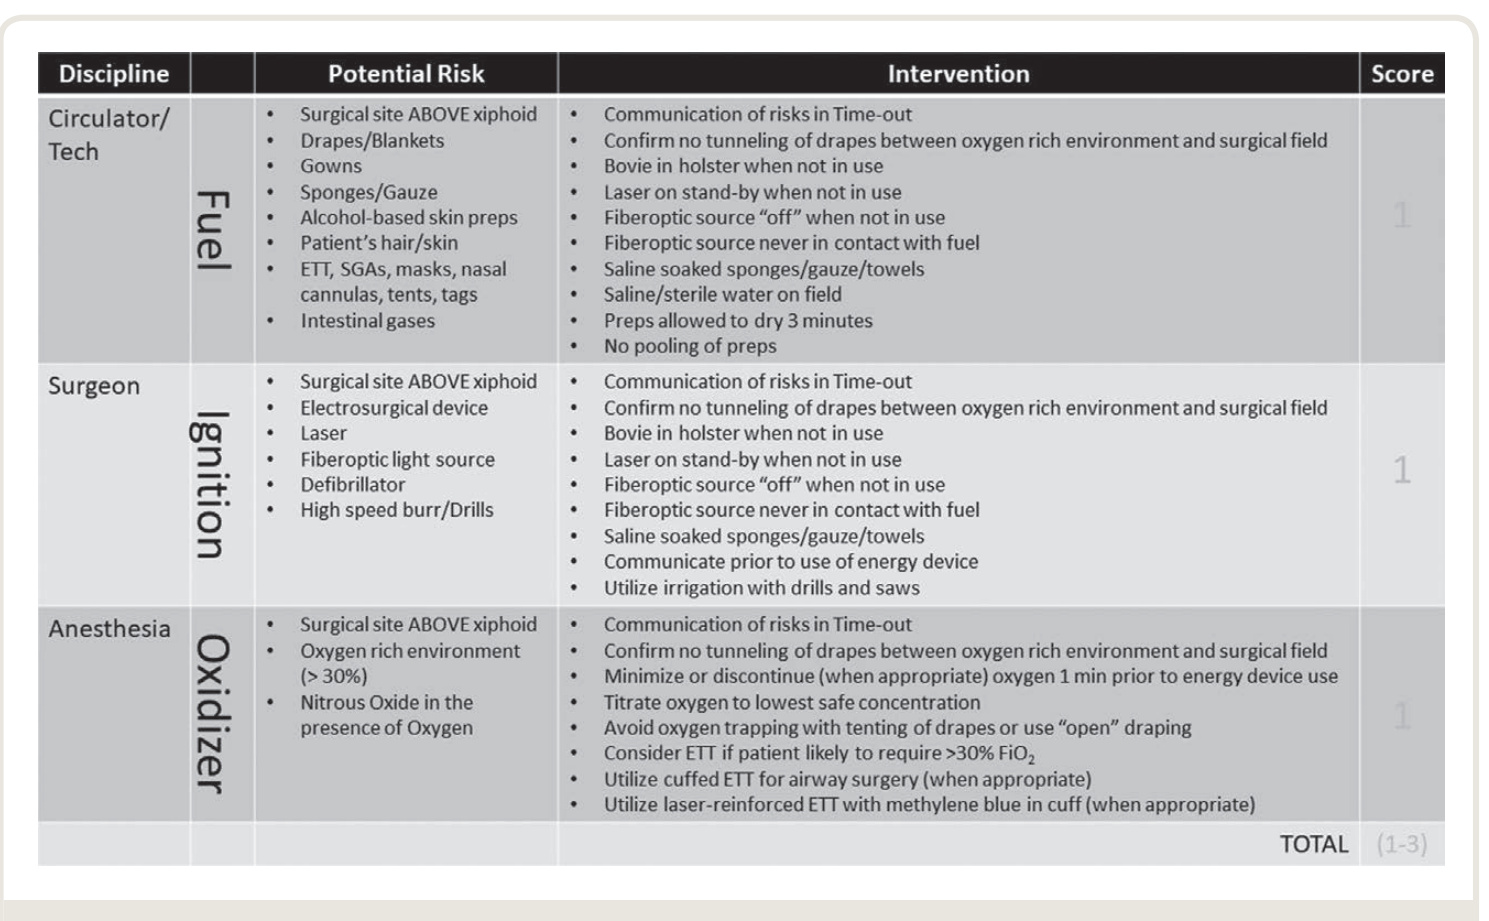 Discipline Potential Risk Intervention Score
Circulator/
Tech
Fuel
• Surgical site ABOVE xiphoid
• Drapes/Blankets
• Gowns
• Sponges/Gauze
• Alcohol-based skin preps
• Patient's hair/skin
• ETT, SGAs, masks, nasal
cannulas, tents, tags
• Intestinal gases
• Communication of risks in Time-out
• Confirm no tunneling of drapes between oxygen rich environment and surgical field
• Bovie in holster when not in use
• Laser on stand-by when not in use
• Fiberoptic source “off” when not in use
• Fiberoptic source never in contact with fuel
• Saline soaked sponges/gauze/towels
• Saline/sterile water on field
• Preps allowed to dry 3 minutes
• No pooling of preps
1
Surgeon
Ignition
• Surgical site ABOVE xiphoid
• Electrosurgical device
• Laser
• Fiberoptic light source
• Defibrillator
• High speed burr/Drills
• Communication of risks in Time-out
• Confirm no tunneling of drapes between oxygen rich environment and surgical field
• Bovie in holster when not in use
• Laser on stand-by when not in use
• Fiberoptic source “off” when not in use
• Fiberoptic source never in contact with fuel
• Saline soaked sponges/gauze/towels
• Communicate prior to use of energy device
• Utilize irrigation with drills and saws
1
Anesthesia
Oxidizer
• Surgical site ABOVE xiphoid
• Oxygen rich environment
(> 30%)
• Nitrous Oxide in the
presence of Oxygen
• Communication of risks in Time-out
• Confirm no tunneling of drapes between oxygen rich environment and surgical field
• Minimize or discontinue (when appropriate) oxygen 1 min prior to energy device use
• Titrate oxygen to lowest safe concentration
• Avoid oxygen trapping with tenting of drapes or use “open” draping
• Consider ETT if patient likely to require >30% FiO₂
• Utilize cuffed ETT for airway surgery (when appropriate)
• Utilize laser-reinforced ETT with methylene blue in cuff (when appropriate)
1
TOTAL (1-3)